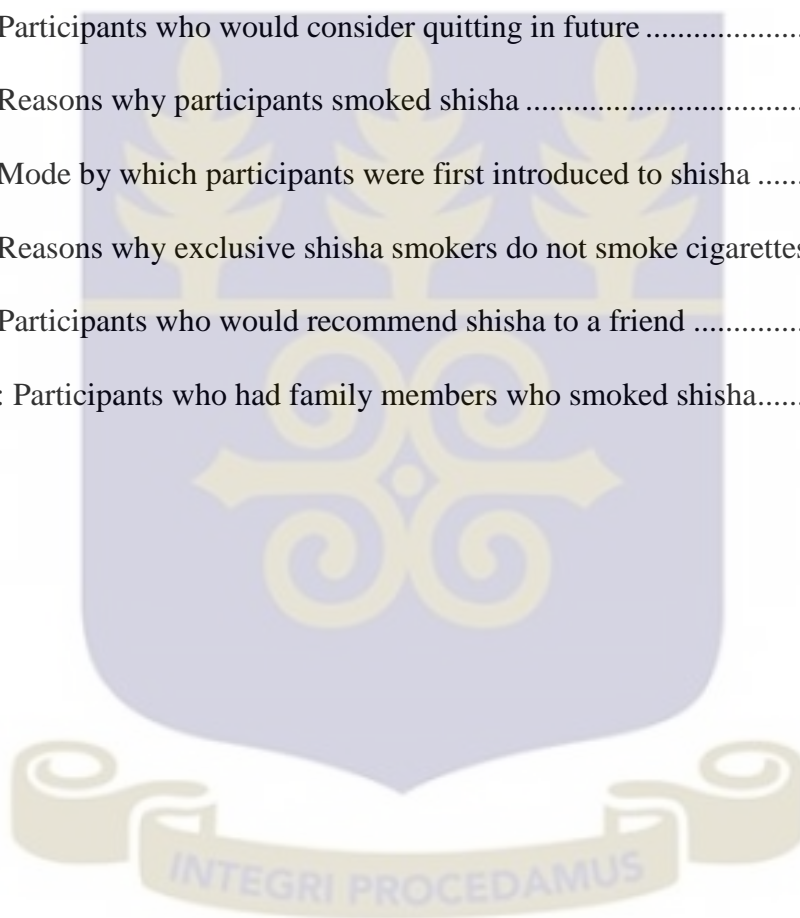 Participants who would consider quitting in future ....................
Reasons why participants smoked shisha ...................................
Mode by which participants were first introduced to shisha ......
Reasons why exclusive shisha smokers do not smoke cigarettes
Participants who would recommend shisha to a friend ..............
: Participants who had family members who smoked shisha.....
INTEGRI PROCEDAMUS